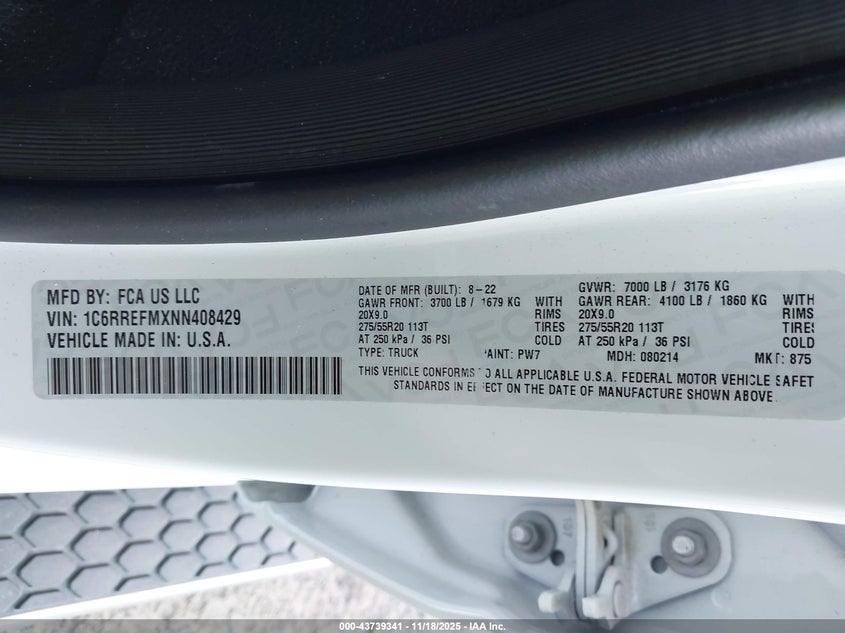 MFD BY: FCA US LLC
VIN: 1C6RREFMXNN408429
VEHICLE MADE IN: U.S.A.
DATE OF MFR (BUILT): 8-22 GVWR: 7000 LB / 3176 KG
GAWR FRONT: 3700 LB / 1679 KG WITH GAWR REAR: 4100 LB / 1860 KG WITH
20X9.0 RIMS 20X9.0 RIMS
275/55R20 113T TIRES 275/55R20 113T TIRES
AT 250 kPa / 36 PSI COLD AT 250 kPa / 36 PSI COLD
TYPE: TRUCK PAINT: PW7 MDH: 080214 MKT: 875
THIS VEHICLE CONFORMS TO ALL APPLICABLE U.S.A. FEDERAL MOTOR VEHICLE SAFET
STANDARDS IN EFFECT ON THE DATE OF MANUFACTURE SHOWN ABOVE.
107
101
000-43739341 - 11/18/2025 - IAA Inc.